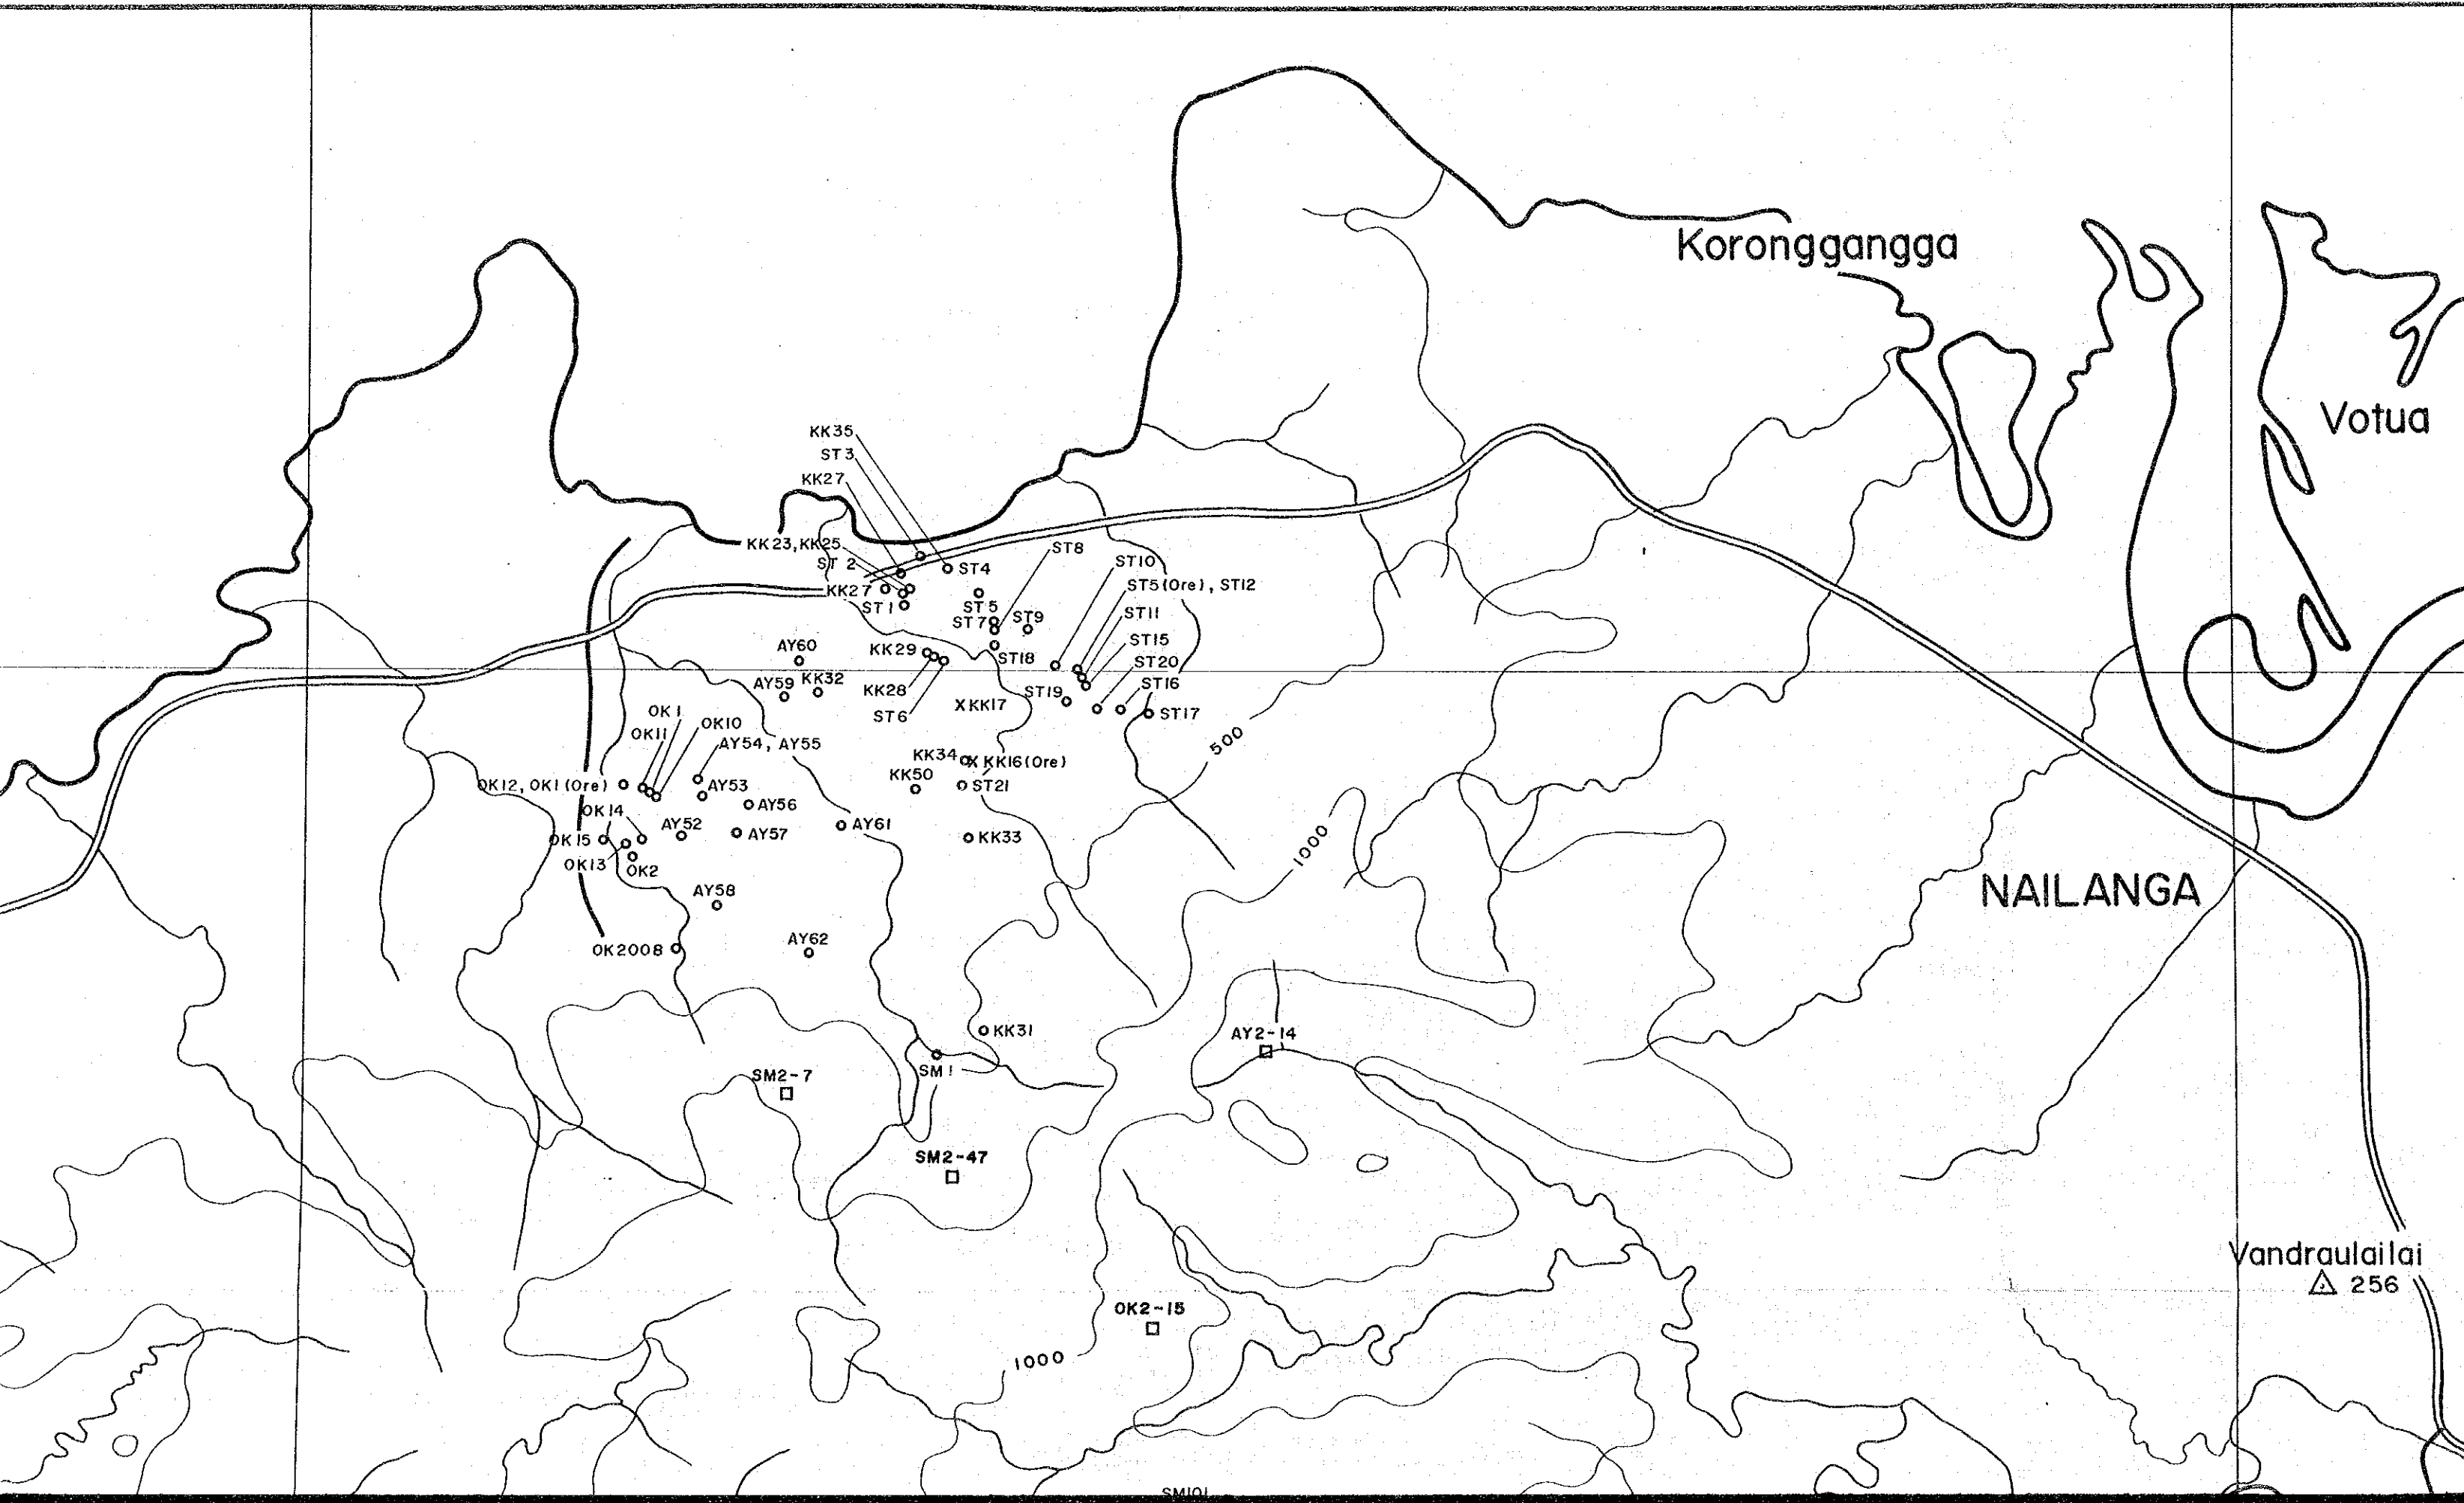 Koronggangga
Votua
KK35
ST3
KK27
KK23,KK25
ST 2
KK27
ST1
ST4
ST8
ST10
ST5(Ore), ST12
ST11
ST5
ST7
ST9
ST15
ST20
ST16
ST18
ST19
ST17
AY60
KK29
KK32
AY59
KK28
ST6
XKK17
OK1
OK11
OK10
AY54, AY55
500
KK34
XKK16(Ore)
KK50
ST21
OK12, OK1(Ore)
AY53
AY56
OK14
AY52
AY57
AY61
KK33
OK15
OK13
OK2
1000
AY58
NAILANGA
OK2008
AY62
KK31
AY2-14
SM1
SM2-7
SM2-47
Vandraulailai
256
OK2-15
1000
SM101